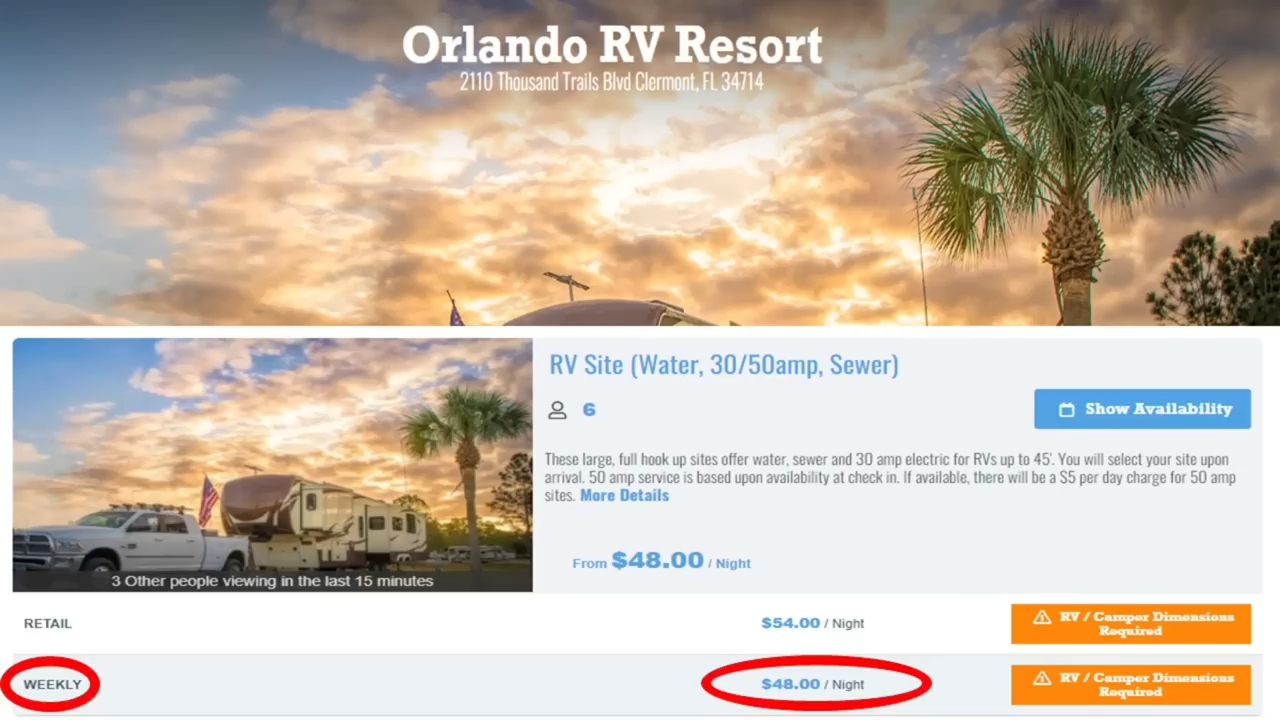 Orlando RV Resort
2110 Thousand Trails Blvd Clermont, FL 34714
RV Site (Water, 30/50amp, Sewer)
6
Show Availability
These large, full hook up sites offer water, sewer and 30 amp electric for RVs up to 45'. You will select your site upon
arrival. 50 amp service is based upon availability at check in. If available, there will be a $5 per day charge for 50 amp
sites. More Details
From $48.00 / Night
3 Other people viewing in the last 15 minutes
RETAIL
$54.00 / Night
RV / Camper Dimensions
Required
WEEKLY
$48.00 / Night
RV / Camper Dimensions
Required